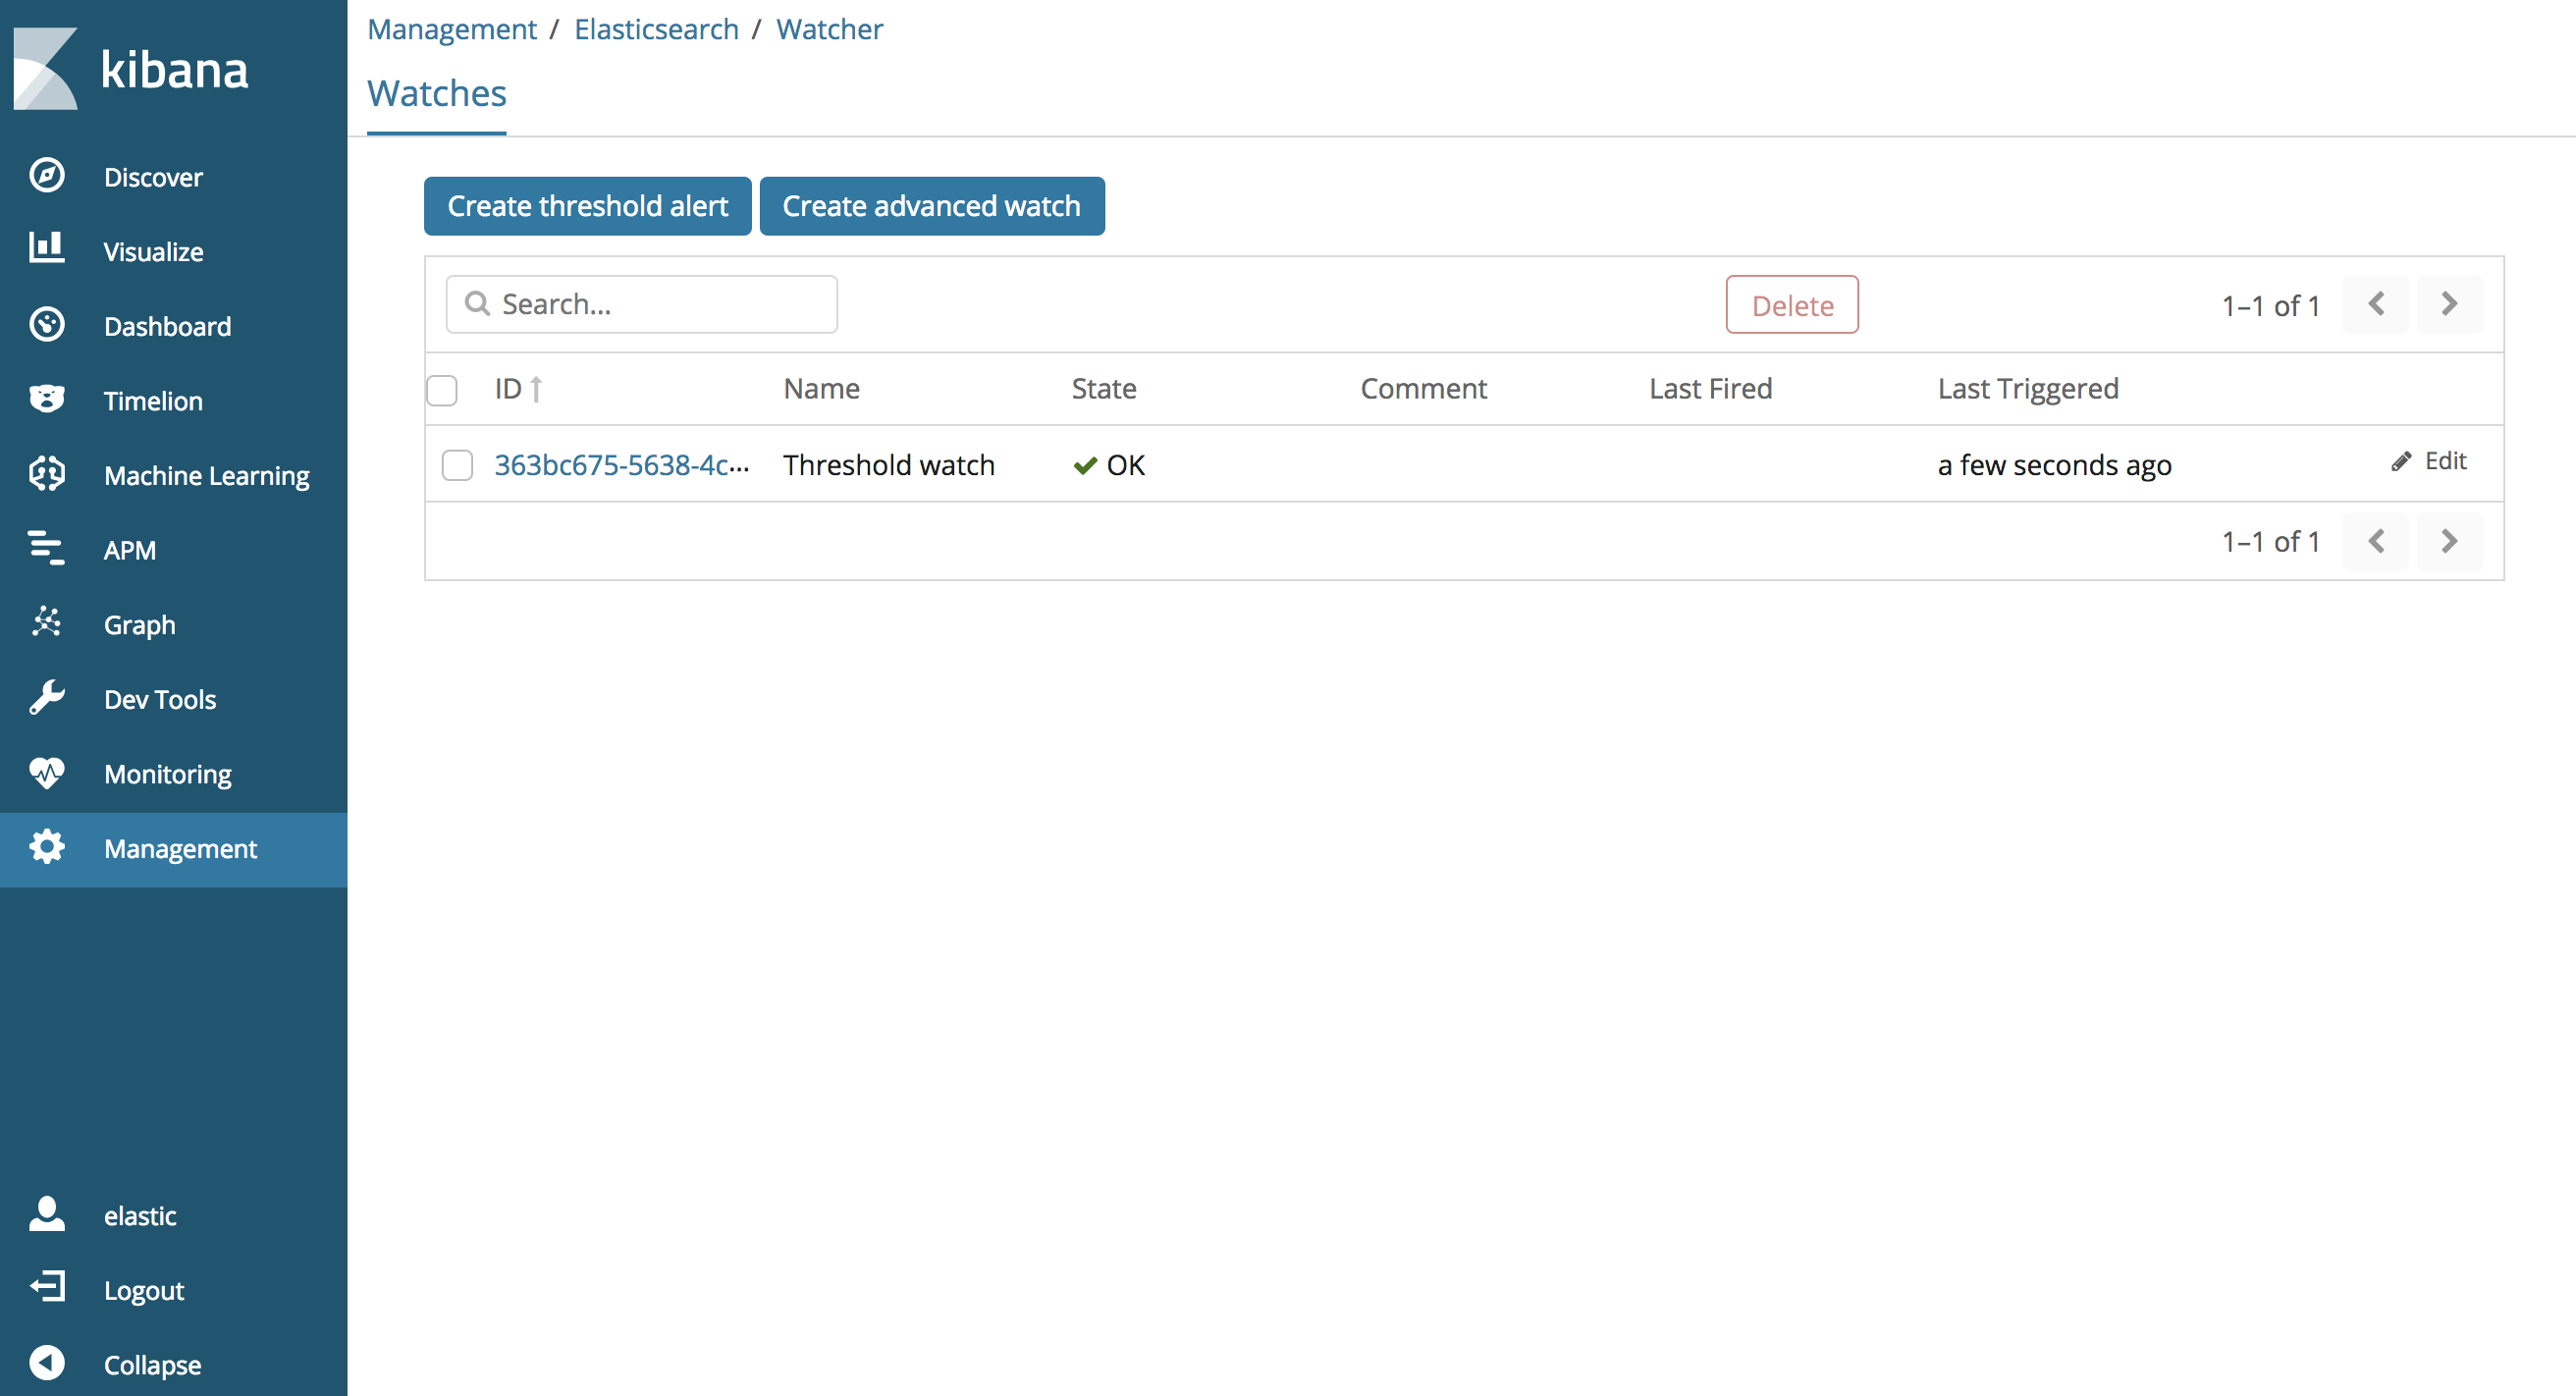 kibana
Discover
Visualize
Dashboard
Timelion
Machine Learning
APM
Graph
Dev Tools
Monitoring
Management
elastic
Logout
Collapse
Management / Elasticsearch / Watcher
Watches
Create threshold alert Create advanced watch
Search... Delete 1–1 of 1
ID Name State Comment Last Fired Last Triggered
363bc675-5638-4c... Threshold watch OK a few seconds ago Edit
1–1 of 1